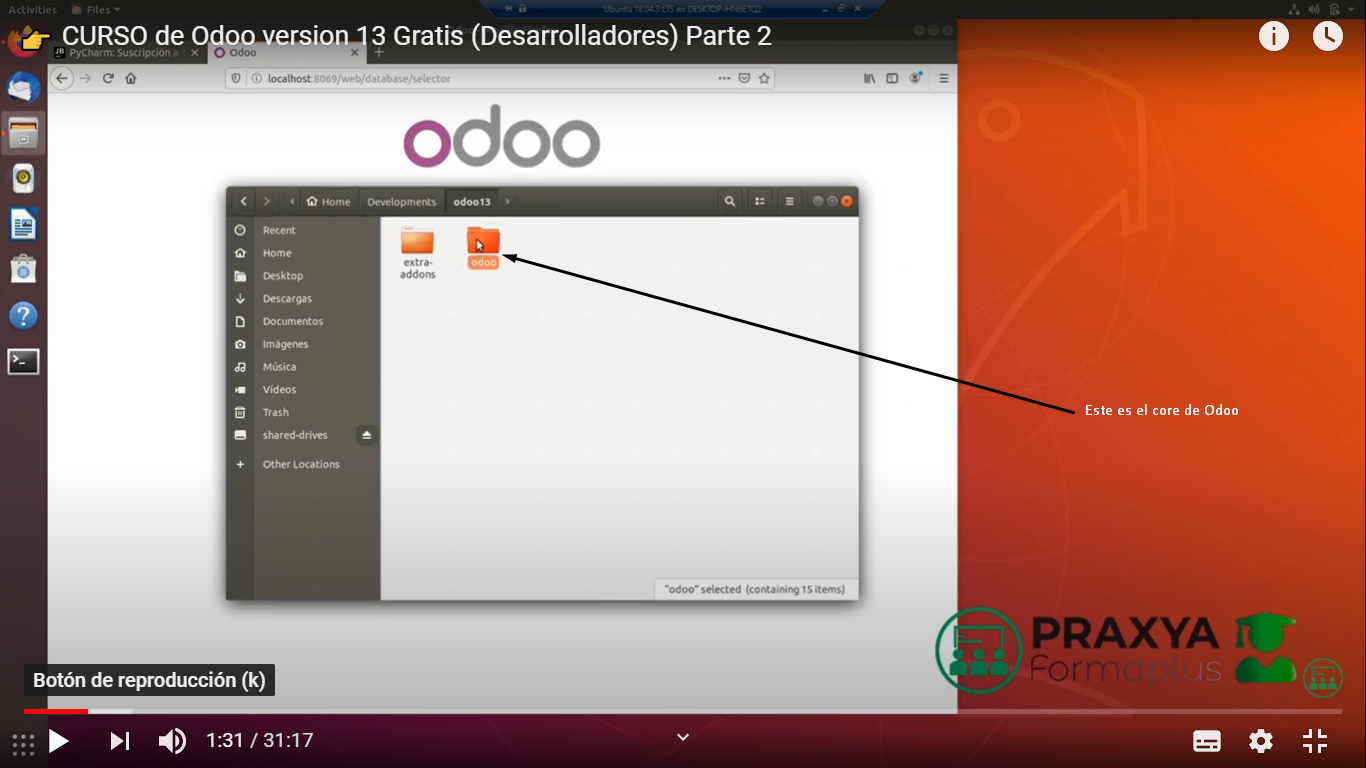 Activities Files
Ubuntu 18.04.3 LTS en DESKTOP-HN6ETQ2
CURSO de Odoo version 13 Gratis (Desarrolladores) Parte 2
PyCharm: Suscripción a
Odoo
localhost:8069/web/database/selector
odoo
Home Developments odoo13
Recent
Home
Desktop
Descargas
Documentos
Imágenes
Música
Vídeos
Trash
shared-drives
Other Locations
extra-
addons
odoo
Este es el core de Odoo
"odoo" selected (containing 15 items)
PRAXYA
Formaplus
Botón de reproducción (k)
1:31 / 31:17